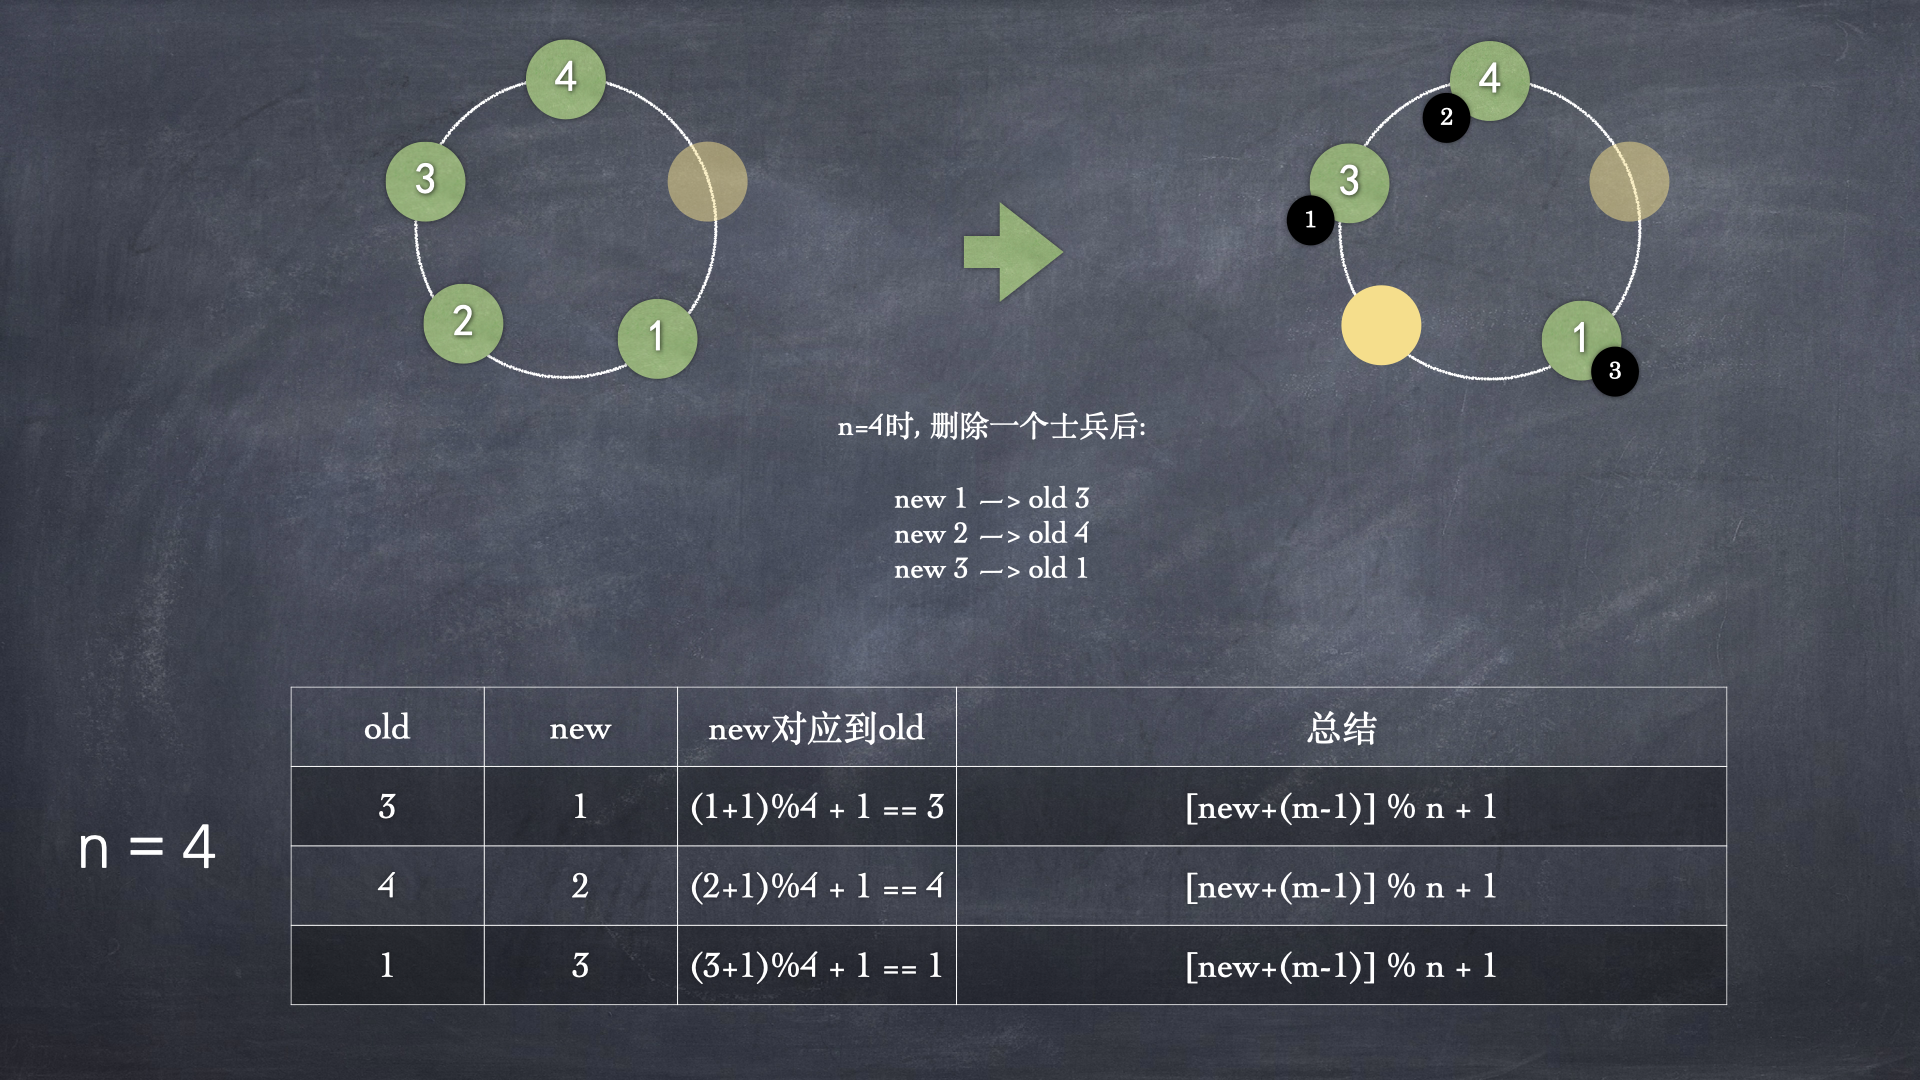 4
3
2
1
4
2
3
1
1
3
n=4时, 删除一个士兵后:
new 1 —> old 3
new 2 —> old 4
new 3 —> old 1
n = 4
old new new对应到old 总结
3 1 (1+1)%4 + 1 == 3 [new+(m-1)] % n + 1
4 2 (2+1)%4 + 1 == 4 [new+(m-1)] % n + 1
1 3 (3+1)%4 + 1 == 1 [new+(m-1)] % n + 1